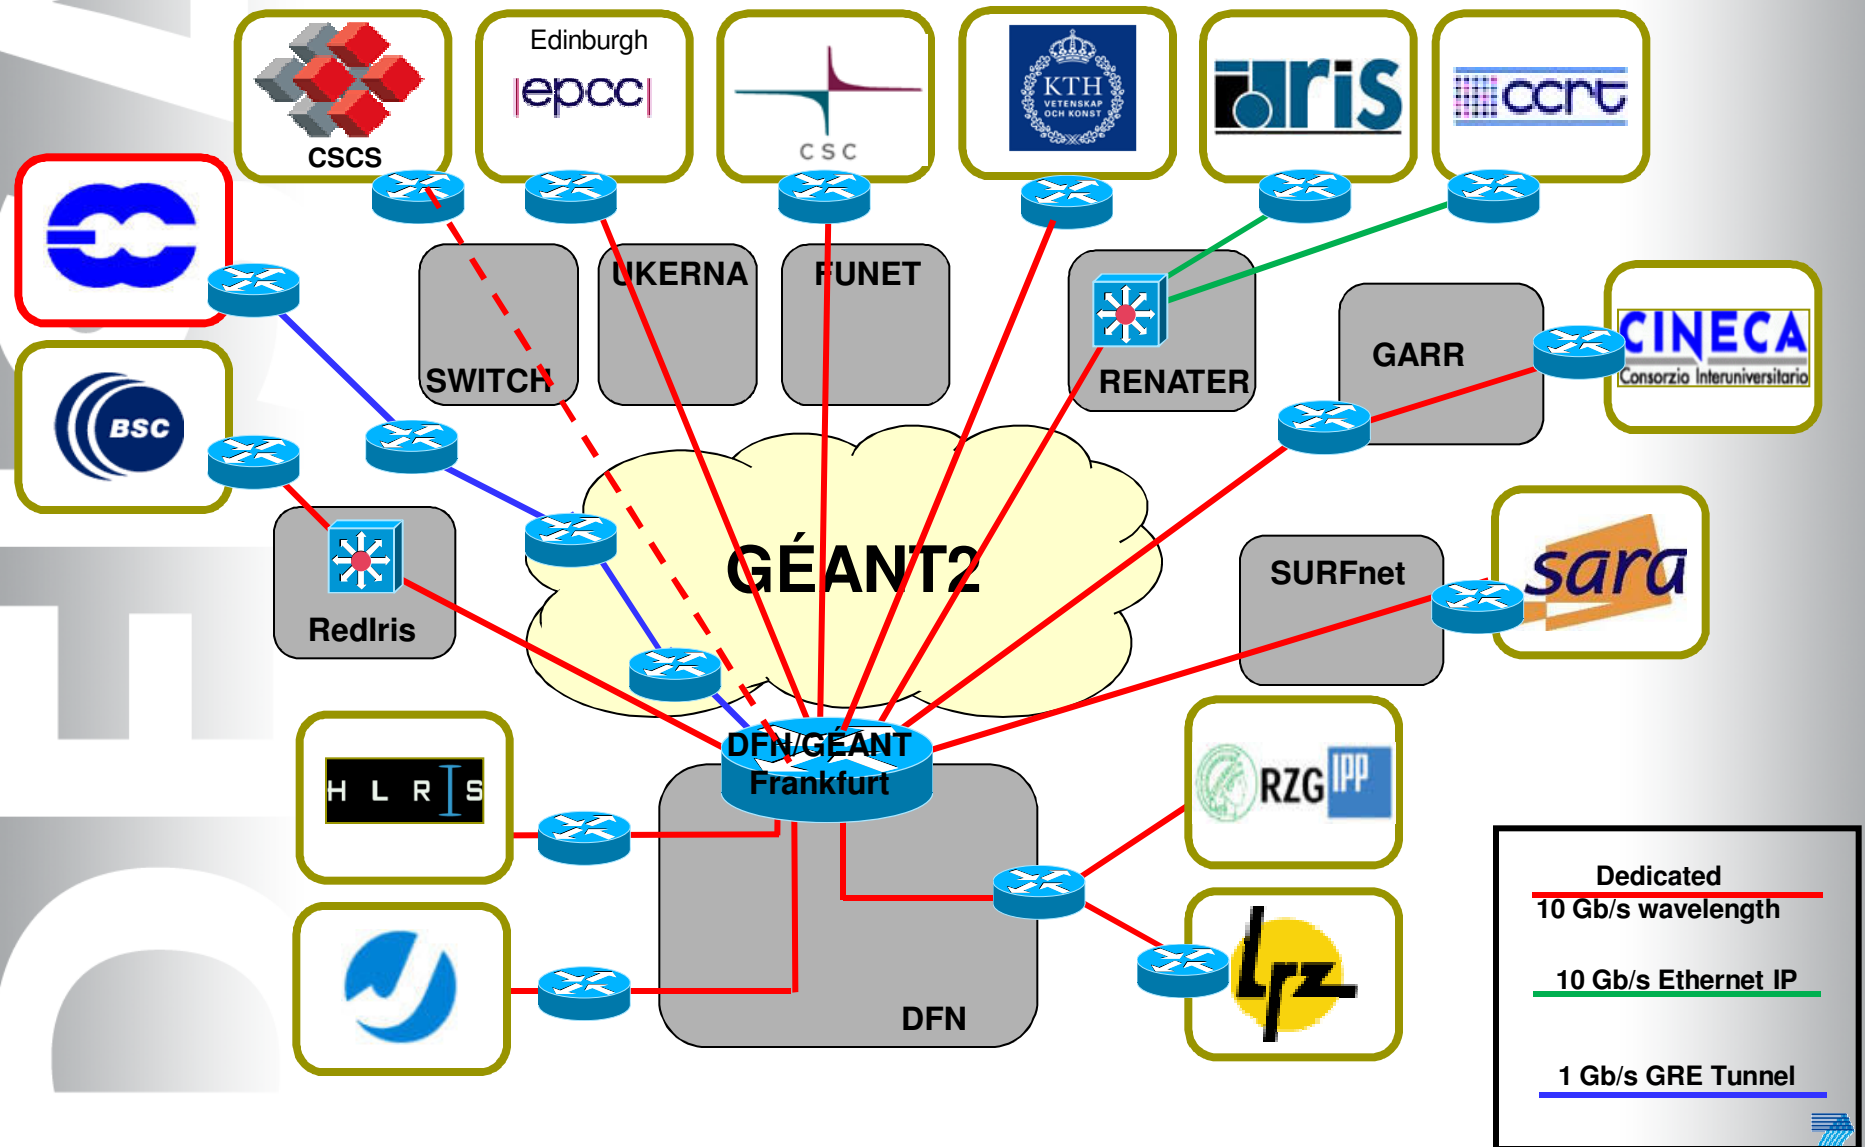 Edinburgh
epcc
CSCS
CSC
KTH
VETENSKAP
OCH KONST
idris
ccrt
BSC
SWITCH
UKERNA
FUNET
RENATER
GARR
CINECA
Consorzio Interuniversitario
GÉANT2
RedIris
SURFnet
sara
DFN/GÉANT
Frankfurt
H L R I S
RZG IPP
lrz
DFN
Dedicated
10 Gb/s wavelength
10 Gb/s Ethernet IP
1 Gb/s GRE Tunnel